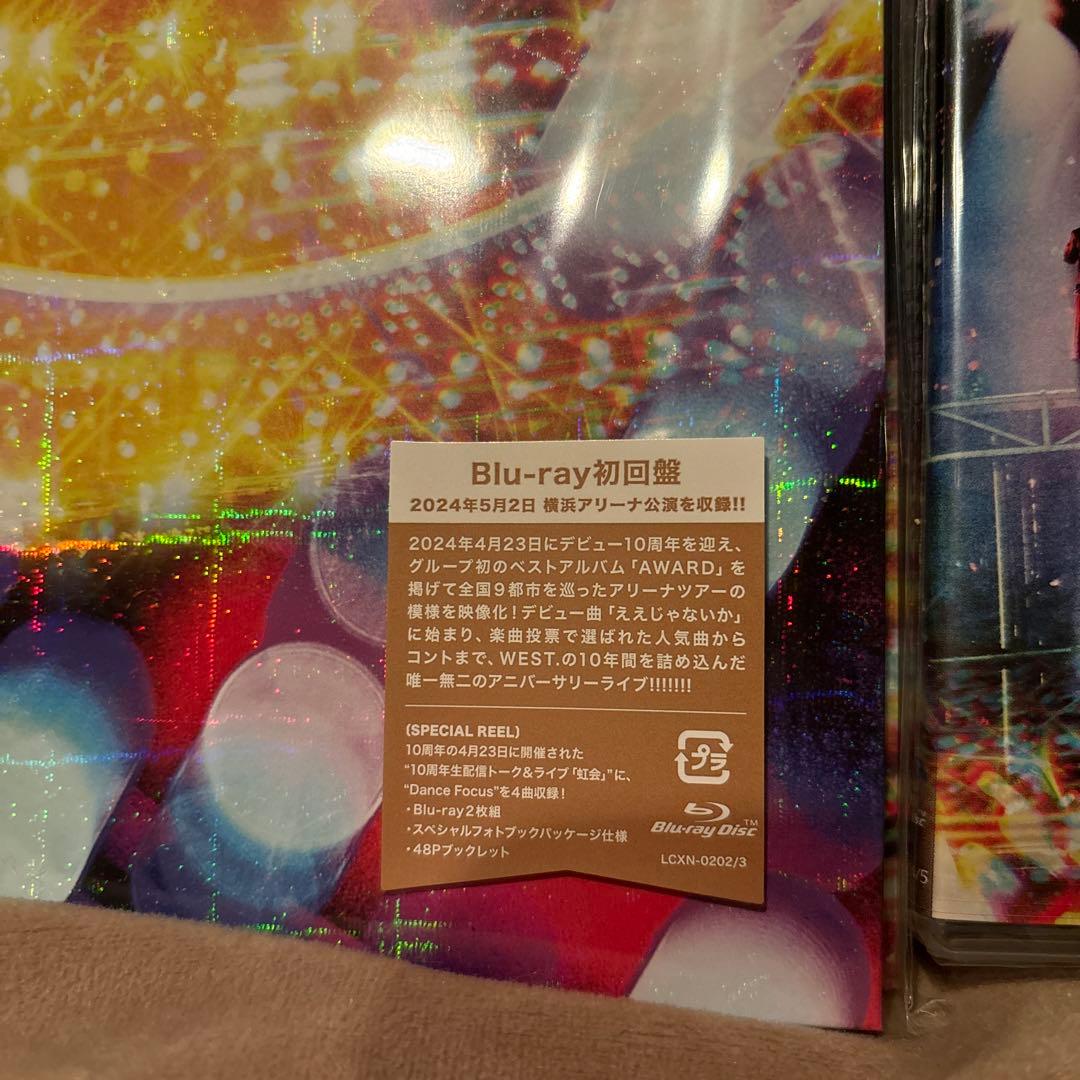 Blu-ray初回盤
2024年5月2日 横浜アリーナ公演を収録!!
2024年4月23日にデビュー10周年を迎え、
グループ初のベストアルバム「AWARD」を
掲げて全国9都市を巡ったアリーナツアーの
模様を映像化！デビュー曲「ええじゃないか」
に始まり、楽曲投票で選ばれた人気曲から
コントまで、WEST.の10年間を詰め込んだ
唯一無二のアニバーサリーライブ!!!!!!!
(SPECIAL REEL)
10周年の4月23日に開催された
“10周年生配信トーク&ライブ「虹会」”に、
“Dance Focus”を4曲収録！
・Blu-ray2枚組
・スペシャルフォトブックパッケージ仕様
・48Pブックレット
プラ
Blu-ray Disc™
LCXN-0202/3